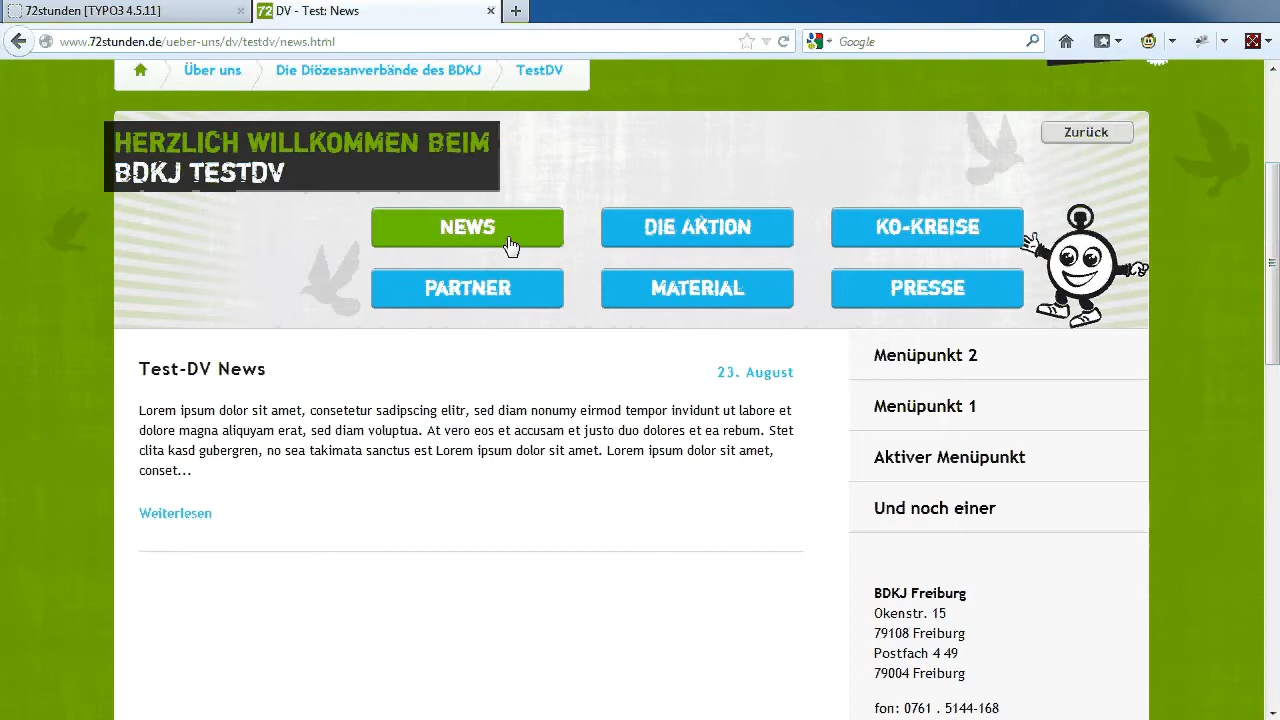 72stunden [TYPO3 4.5.11]
72 DV - Test: News
www.72stunden.de/ueber-uns/dv/testdv/news.html
Google
Über uns
Die Diözesanverbände des BDKJ
TestDV
HERZLICH WILLKOMMEN BEIM
BDKJ TESTDV
Zurück
NEWS
DIE AKTION
KO-KREISE
PARTNER
MATERIAL
PRESSE
Test-DV News
23. August
Lorem ipsum dolor sit amet, consetetur sadipscing elitr, sed diam nonumy eirmod tempor invidunt ut labore et
dolore magna aliquyam erat, sed diam voluptua. At vero eos et accusam et justo duo dolores et ea rebum. Stet
clita kasd gubergren, no sea takimata sanctus est Lorem ipsum dolor sit amet. Lorem ipsum dolor sit amet,
conset...
Weiterlesen
Menüpunkt 2
Menüpunkt 1
Aktiver Menüpunkt
Und noch einer
BDKJ Freiburg
Okenstr. 15
79108 Freiburg
Postfach 4 49
79004 Freiburg
fon: 0761 . 5144-168